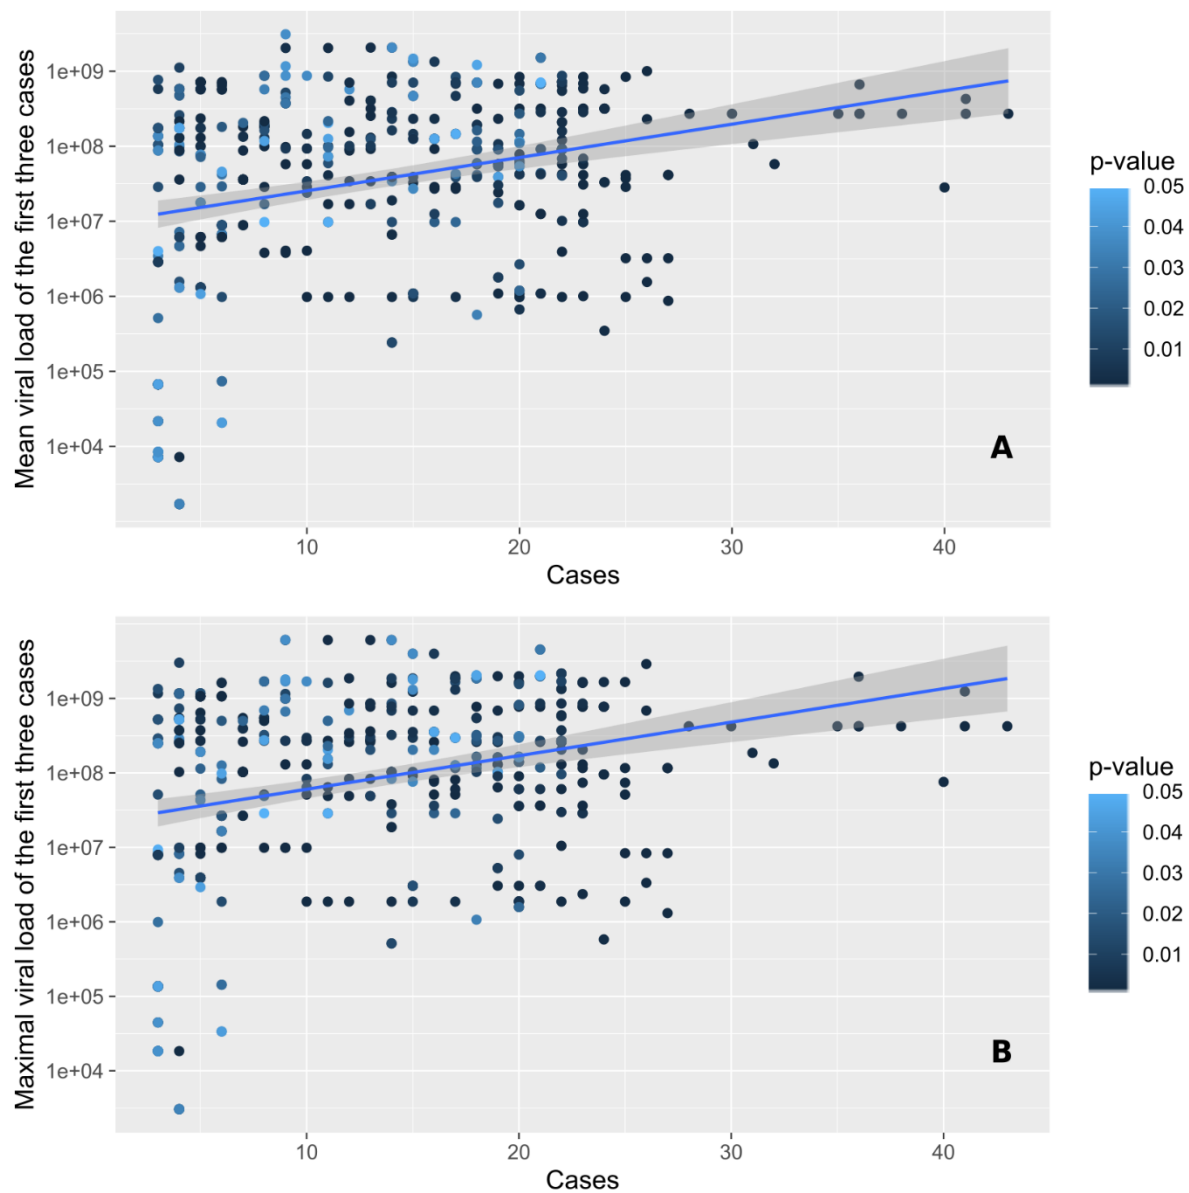 Mean viral load of the first three cases
1e+09
1e+08
1e+07
1e+06
1e+05
1e+04
10
20
30
40
Cases
A
p-value
0.05
0.04
0.03
0.02
0.01
Maximal viral load of the first three cases
1e+09
1e+08
1e+07
1e+06
1e+05
1e+04
10
20
30
40
Cases
B
p-value
0.05
0.04
0.03
0.02
0.01